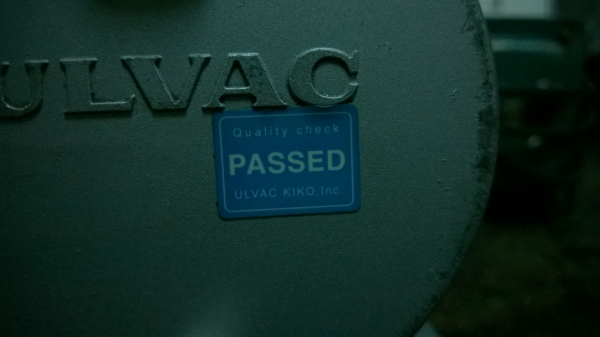 ULVAC
Quality check
PASSED
ULVAC KIKO,Inc.